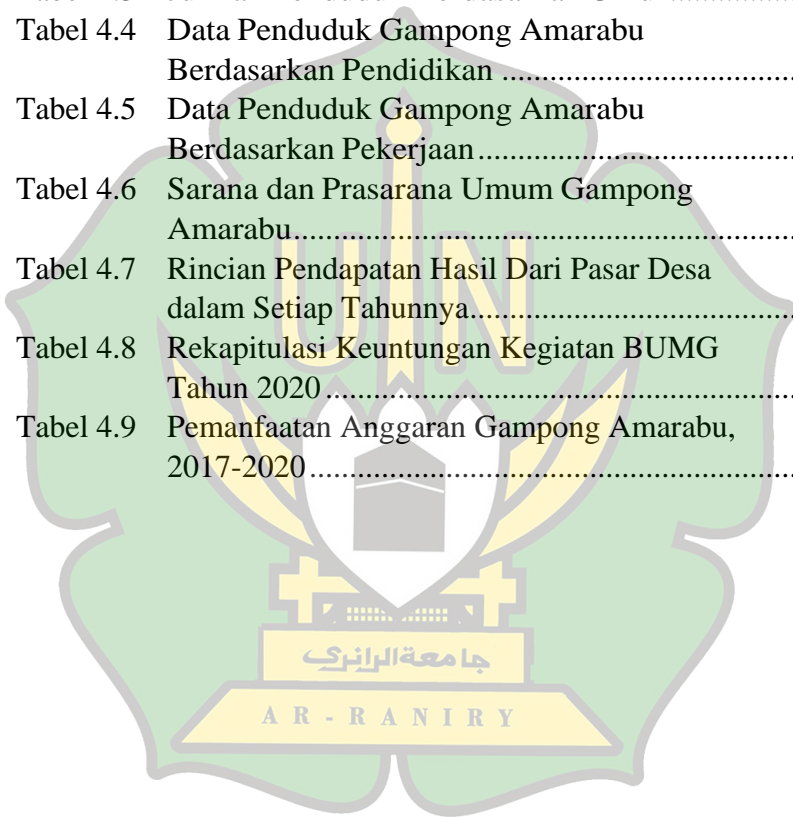 Tabel 4.4 Data Penduduk Gampong Amarabu
Berdasarkan Pendidikan ....................................
Tabel 4.5 Data Penduduk Gampong Amarabu
Berdasarkan Pekerjaan.......................................
Tabel 4.6 Sarana dan Prasarana Umum Gampong
Amarabu..............................................................
Tabel 4.7 Rincian Pendapatan Hasil Dari Pasar Desa
dalam Setiap Tahunnya.......................................
Tabel 4.8 Rekapitulasi Keuntungan Kegiatan BUMG
Tahun 2020 .........................................................
Tabel 4.9 Pemanfaatan Anggaran Gampong Amarabu,
2017-2020............................................................
UIN
جامعة الرانري
AR-RANIRY